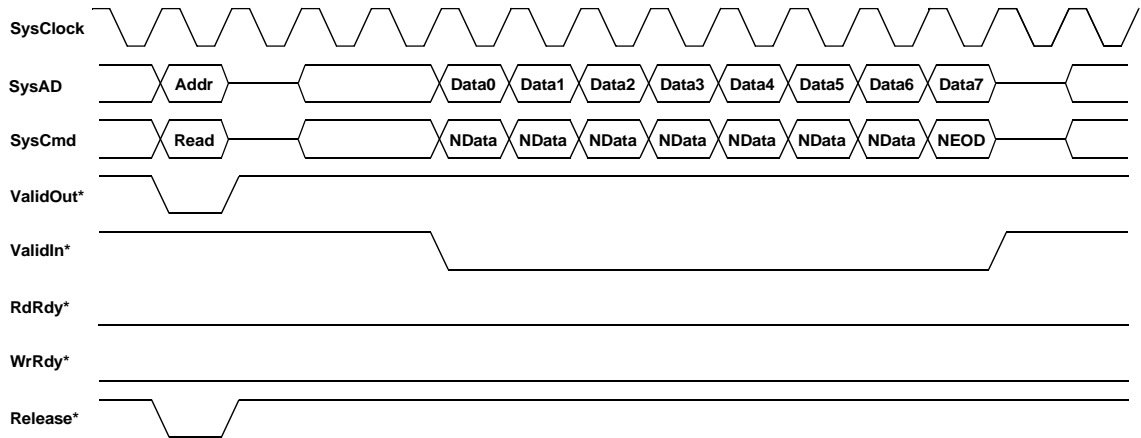 SysClock
SysAD Addr Data0 Data1 Data2 Data3 Data4 Data5 Data6 Data7
SysCmd Read NData NData NData NData NData NData NData NEOD
ValidOut*
ValidIn*
RdRdy*
WrRdy*
Release*